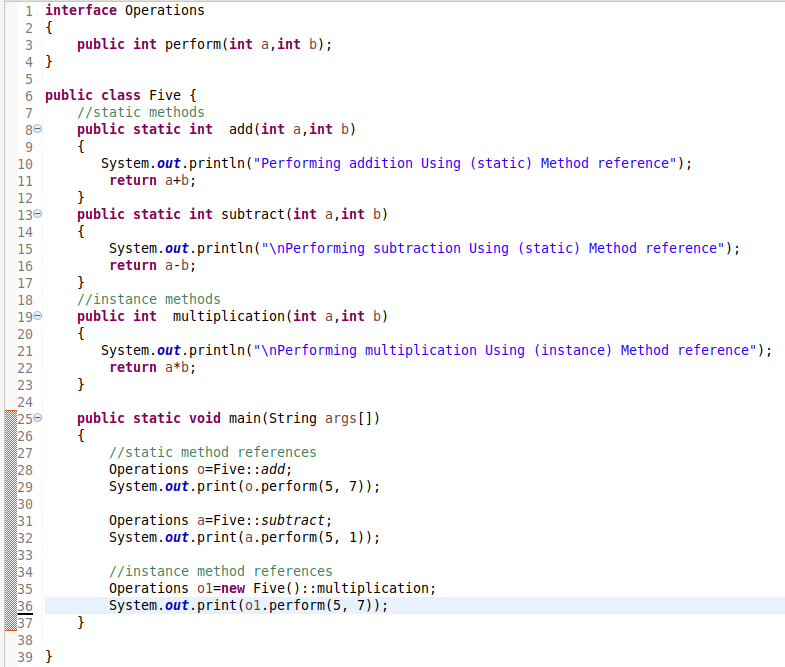 1 interface Operations
2 {
3     public int perform(int a,int b);
4 }
5
6 public class Five {
7     //static methods
8     public static int  add(int a,int b)
9     {
10        System.out.println("Performing addition Using (static) Method reference");
11         return a+b;
12    }
13    public static int subtract(int a,int b)
14    {
15         System.out.println("\nPerforming subtraction Using (static) Method reference");
16         return a-b;
17    }
18    //instance methods
19    public int  multiplication(int a,int b)
20    {
21        System.out.println("\nPerforming multiplication Using (instance) Method reference");
22         return a*b;
23    }
24
25    public static void main(String args[])
26    {
27        //static method references
28        Operations o=Five::add;
29        System.out.print(o.perform(5, 7));
30
31        Operations a=Five::subtract;
32        System.out.print(a.perform(5, 1));
33
34        //instance method references
35        Operations o1=new Five()::multiplication;
36        System.out.print(o1.perform(5, 7));
37    }
38
39 }